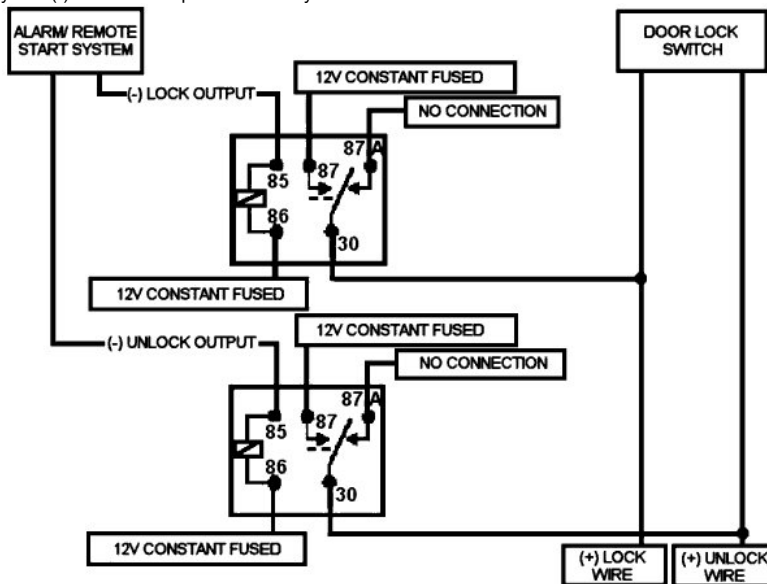 ALARM/ REMOTE
START SYSTEM
DOOR LOCK
SWITCH
12V CONSTANT FUSED
(-) LOCK OUTPUT
NO CONNECTION
87 A
87
85
86
30
12V CONSTANT FUSED
12V CONSTANT FUSED
(-) UNLOCK OUTPUT
NO CONNECTION
87 A
87
85
86
30
12V CONSTANT FUSED
(+) LOCK
WIRE
(+) UNLOCK
WIRE